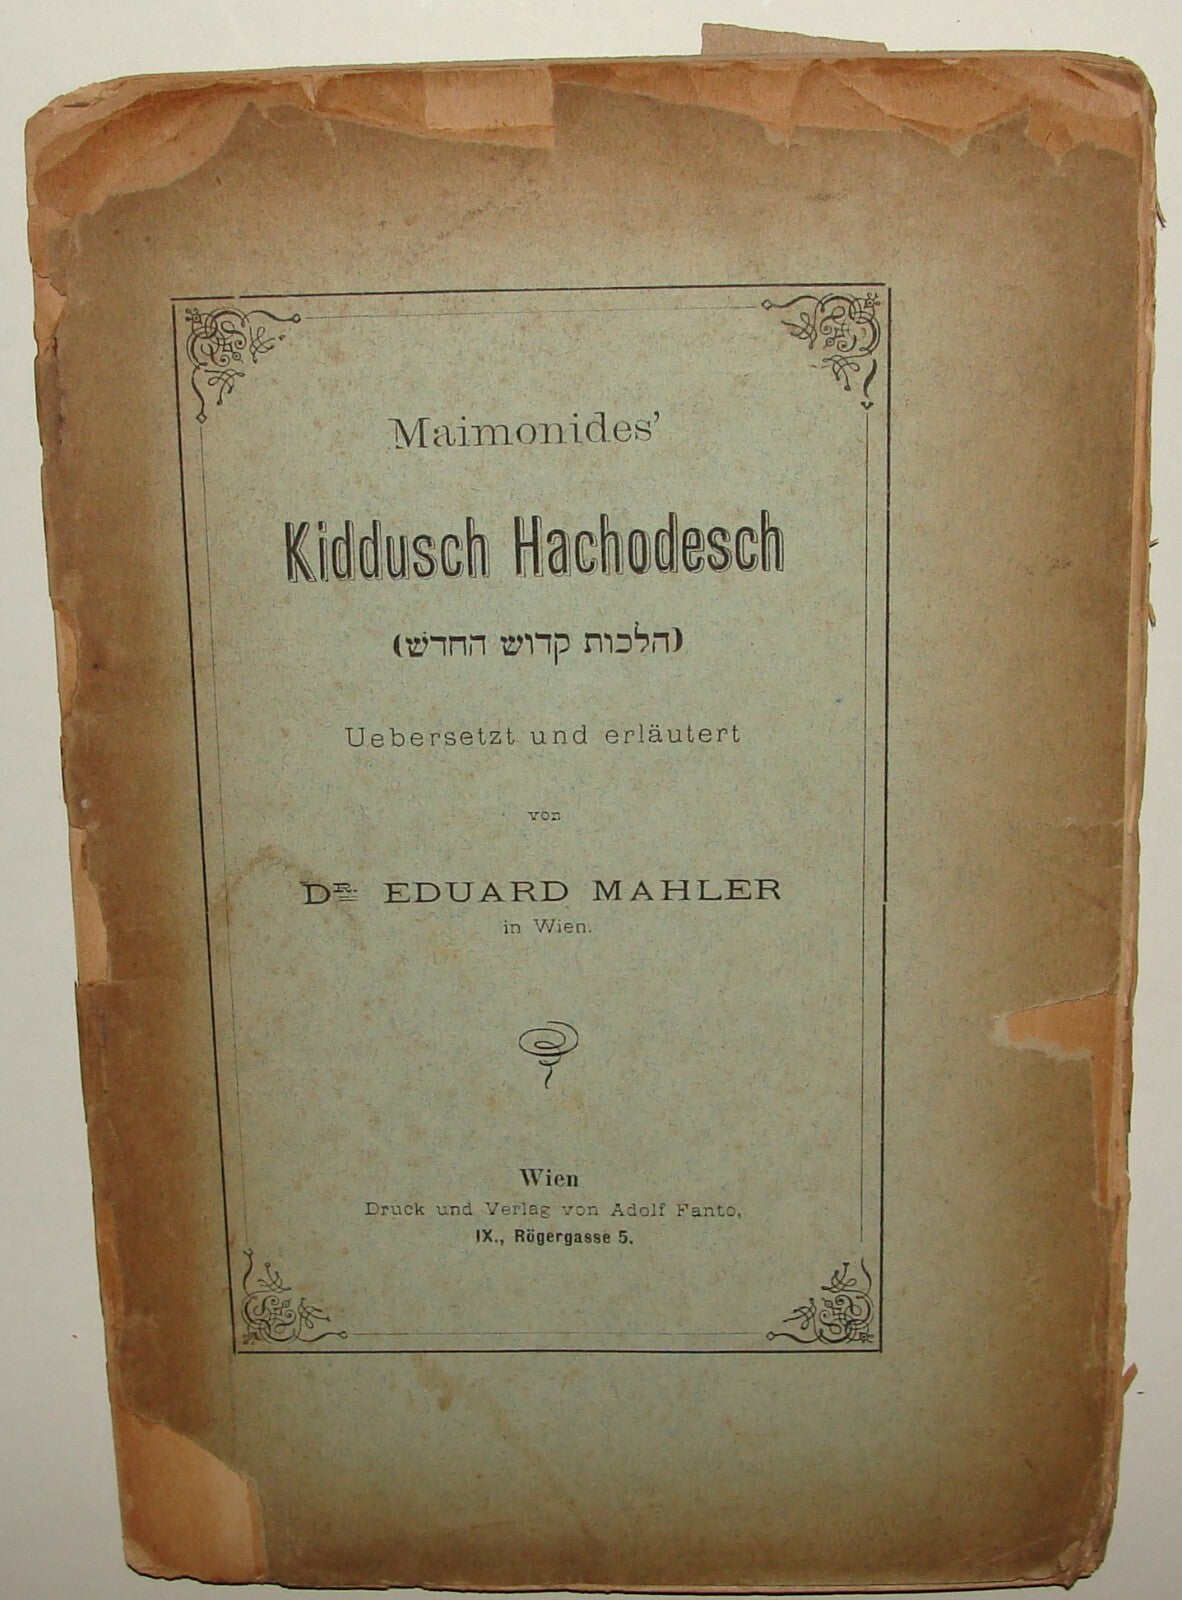 Maimonides'
Kiddusch Hachodesch
(הלכות קדוש החדש)
Uebersetzt und erläutert
von
DR. EDUARD MAHLER
in Wien.
Wien
Druck und Verlag von Adolf Fanto,
IX., Rögergasse 5.